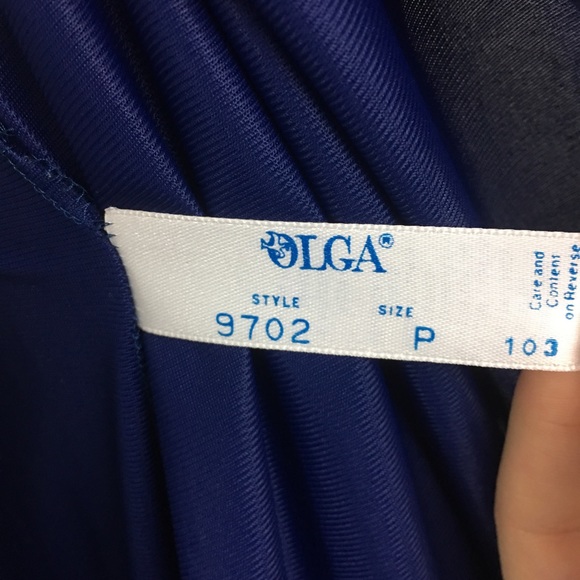 OLGA®
STYLE
9702
SIZE
P
103
Care and
Content
on Reverse